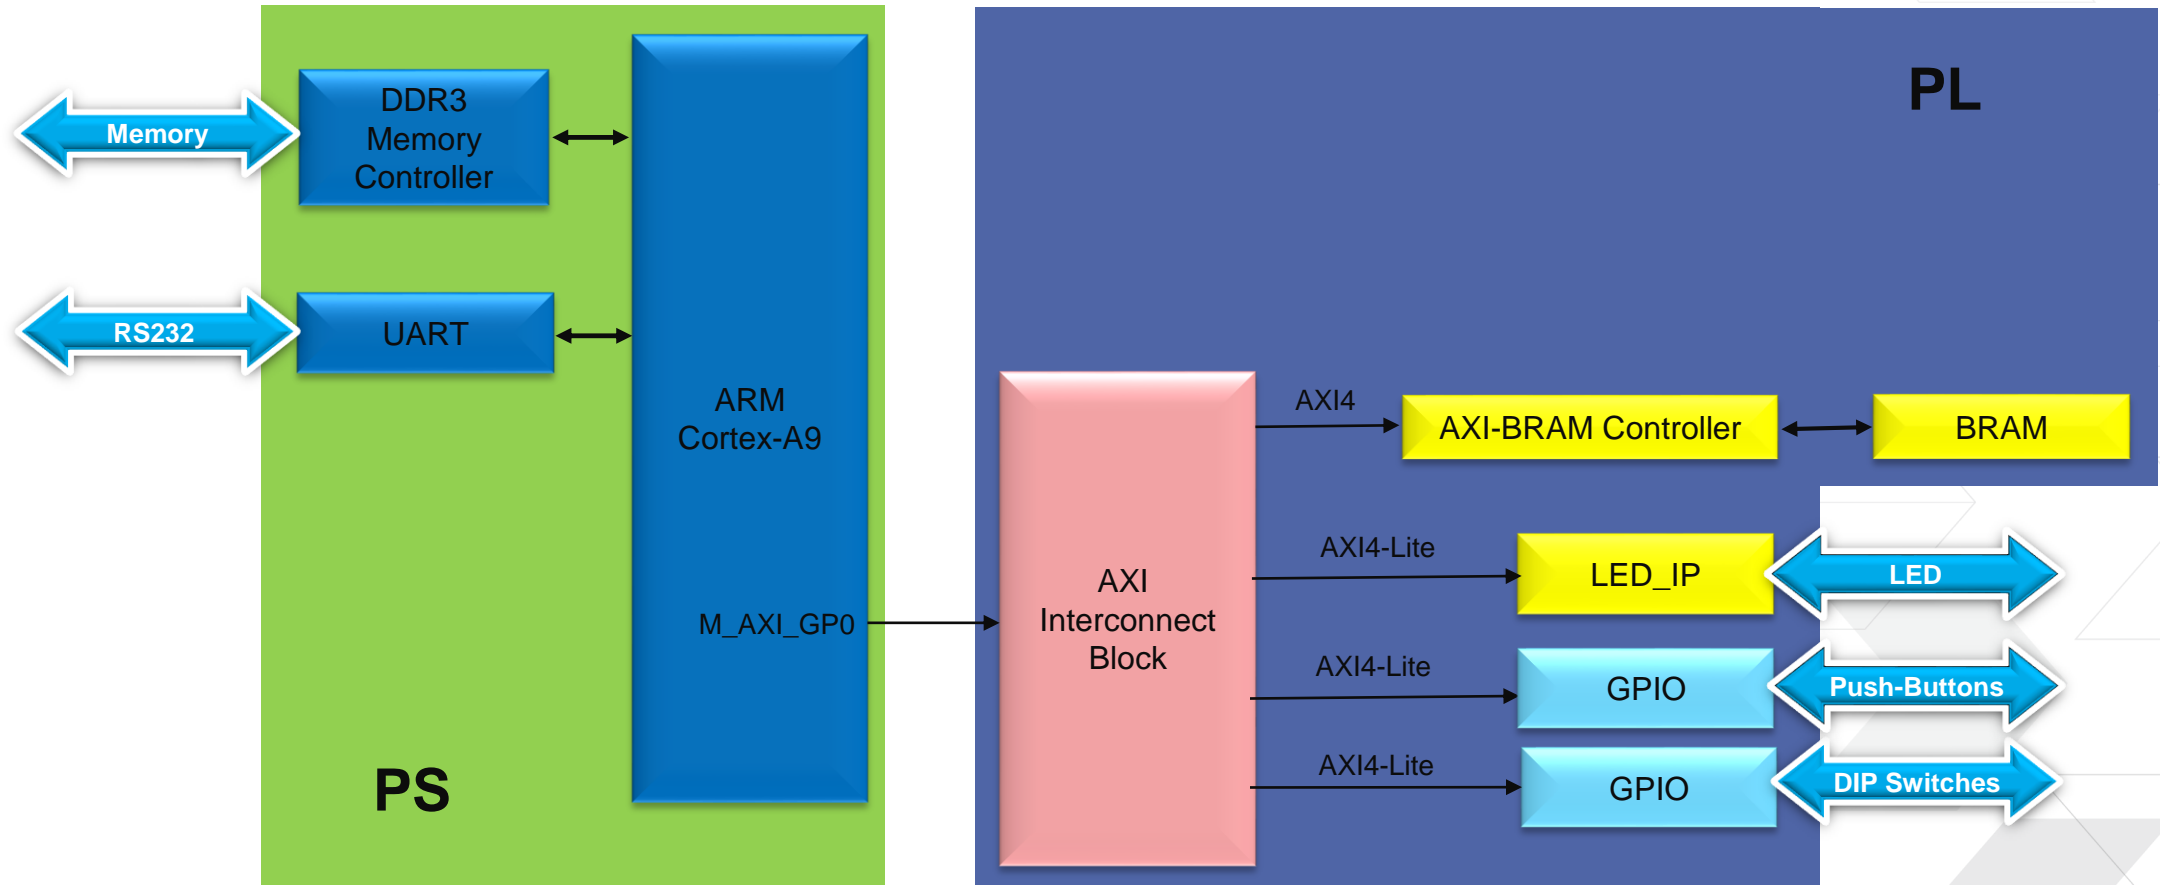 PL
DDR3
Memory
Controller
Memory
RS232
UART
ARM
Cortex-A9
M_AXI_GP0
PS
AXI
Interconnect
Block
AXI4
AXI-BRAM Controller
BRAM
AXI4-Lite
LED_IP
LED
AXI4-Lite
GPIO
Push-Buttons
AXI4-Lite
GPIO
DIP Switches